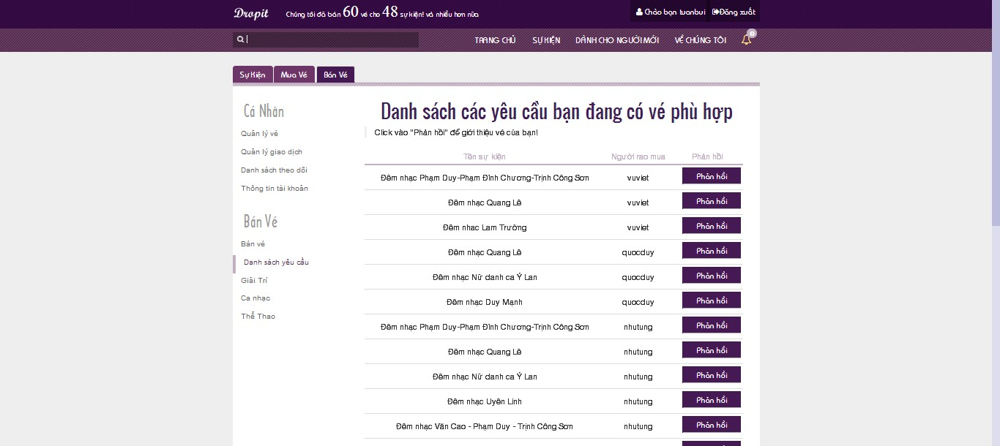 Dropit Chúng tôi đã bán 60 vé cho 48 sự kiện! và nhiều hơn nữa Chào bạn tuanbui Đăng xuất
TRANG CHỦ SỰ KIỆN DÀNH CHO NGƯỜI MỚI VỀ CHÚNG TÔI 0
Sự Kiện Mua Vé Bán Vé
Cá Nhân
Quản lý vé
Quản lý giao dịch
Danh sách theo dõi
Thông tin tài khoản
Bán Vé
Bán vé
Danh sách yêu cầu
Giải Trí
Ca nhạc
Thể Thao
Danh sách các yêu cầu bạn đang có vé phù hợp
Click vào "Phản hồi" để giới thiệu vé của bạn!
Tên sự kiện Người rao mua Phản hồi
Đêm nhạc Phạm Duy-Phạm Đình Chương-Trịnh Công Sơn vuviet Phản hồi
Đêm nhạc Quang Lê vuviet Phản hồi
Đêm nhac Lam Trường vuviet Phản hồi
Đêm nhạc Quang Lê quocduy Phản hồi
Đêm nhạc Nữ danh ca Ý Lan quocduy Phản hồi
Đêm nhạc Duy Mạnh quocduy Phản hồi
Đêm nhạc Phạm Duy-Phạm Đình Chương-Trịnh Công Sơn nhutung Phản hồi
Đêm nhạc Quang Lê nhutung Phản hồi
Đêm nhạc Nữ danh ca Ý Lan nhutung Phản hồi
Đêm nhạc Uyên Linh nhutung Phản hồi
Đêm nhạc Văn Cao - Phạm Duy - Trịnh Công Sơn nhutung Phản hồi